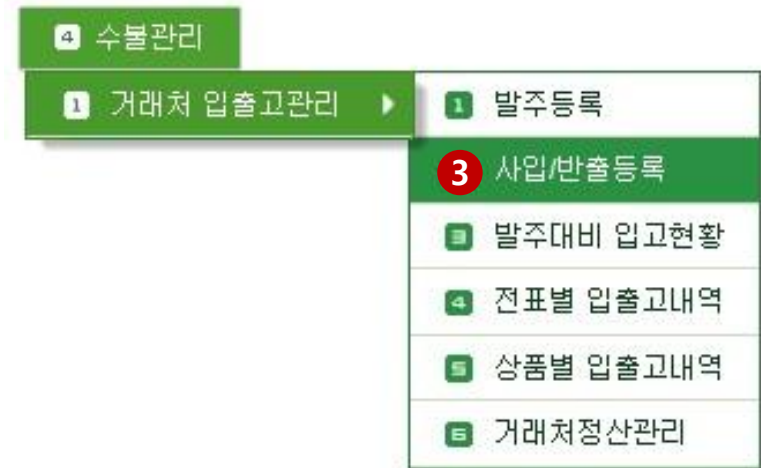 4 수불관리
1 거래처 입출고관리 ▶
1 발주등록
3 사입/반출등록
3 발주대비 입고현황
4 전표별 입출고내역
5 상품별 입출고내역
6 거래처정산관리